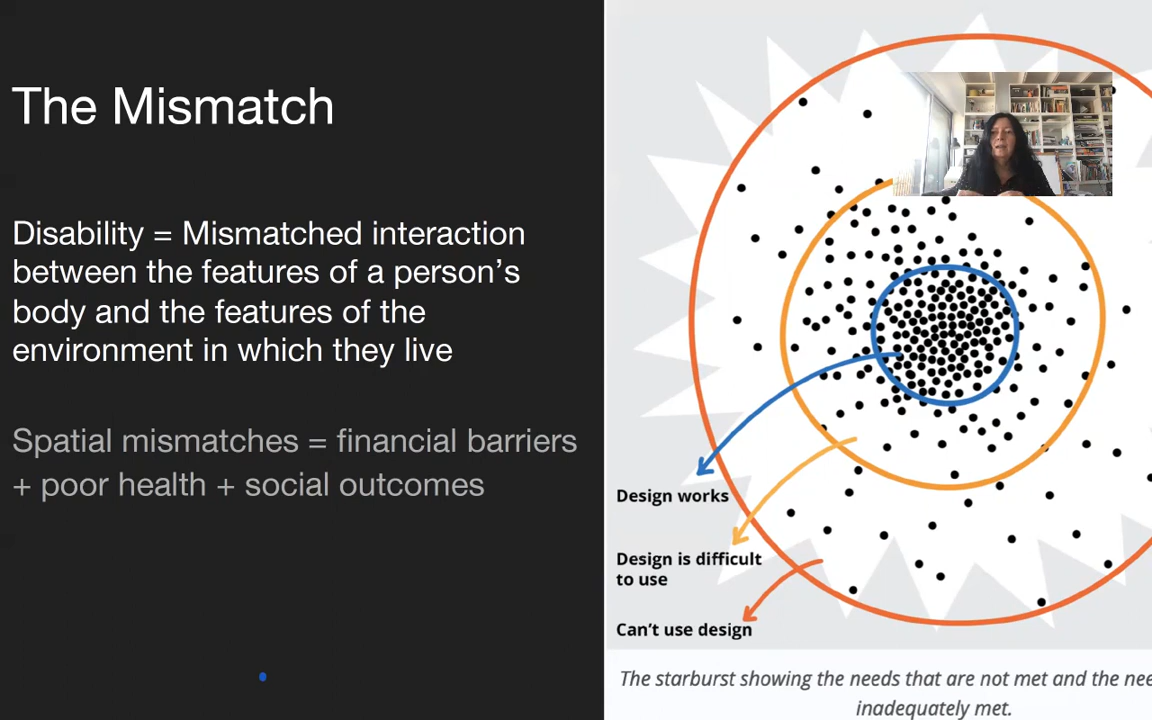 The Mismatch
Disability = Mismatched interaction
between the features of a person's
body and the features of the
environment in which they live
Spatial mismatches = financial barriers
+ poor health + social outcomes
Design works
Design is difficult
to use
Can't use design
The starburst showing the needs that are not met and the
inadequately met.